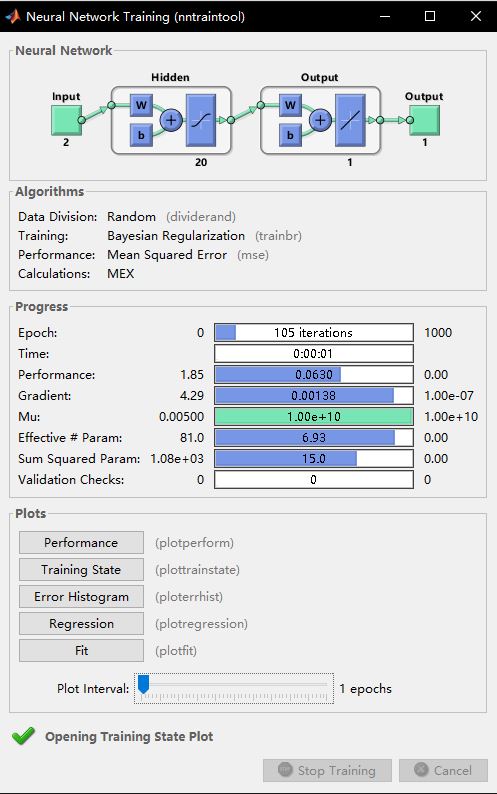 Neural Network Training (nntraintool)
Neural Network
Hidden Output
Input Output
W W
b b
2 20 1 1
Algorithms
Data Division: Random (dividerand)
Training: Bayesian Regularization (trainbr)
Performance: Mean Squared Error (mse)
Calculations: MEX
Progress
Epoch: 0 105 iterations 1000
Time: 0:00:01
Performance: 1.85 0.0630 0.00
Gradient: 4.29 0.00138 1.00e-07
Mu: 0.00500 1.00e+10 1.00e+10
Effective # Param: 81.0 6.93 0.00
Sum Squared Param: 1.08e+03 15.0 0.00
Validation Checks: 0 0 0
Plots
Performance (plotperform)
Training State (plottrainstate)
Error Histogram (ploterrhist)
Regression (plotregression)
Fit (plotfit)
Plot Interval: 1 epochs
Opening Training State Plot
Stop Training Cancel